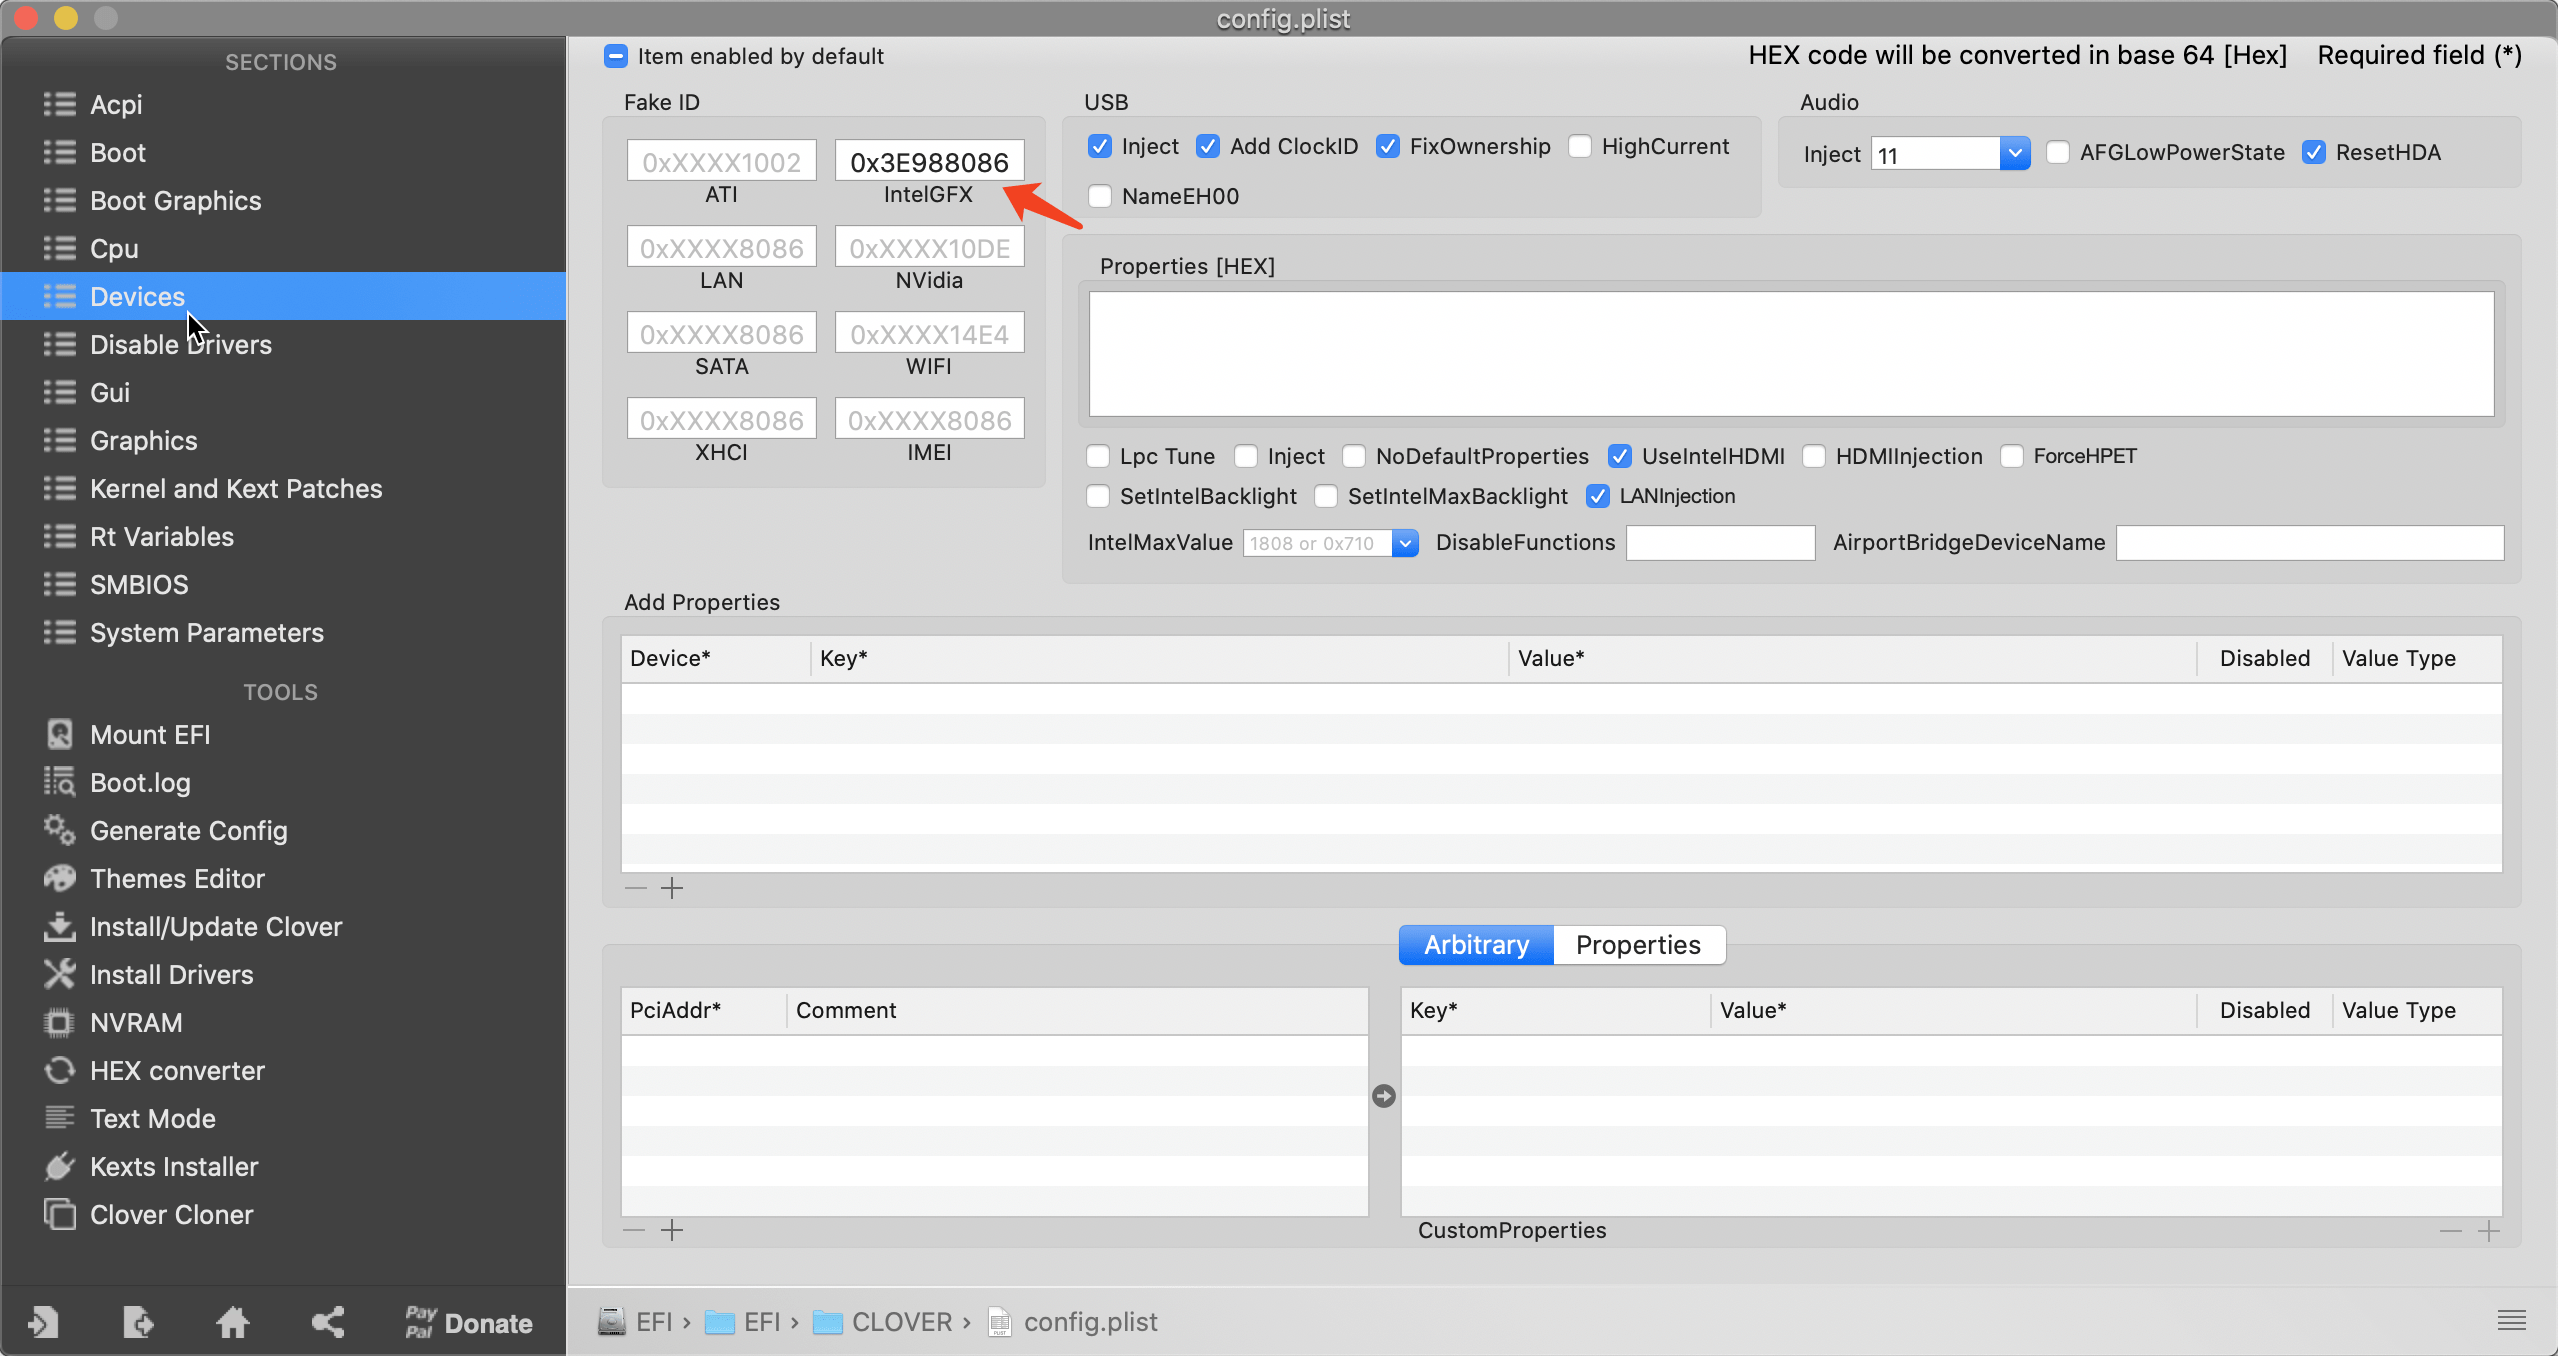 config.plist
SECTIONS
Acpi
Boot
Boot Graphics
Cpu
Devices
Disable Drivers
Gui
Graphics
Kernel and Kext Patches
Rt Variables
SMBIOS
System Parameters
TOOLS
Mount EFI
Boot.log
Generate Config
Themes Editor
Install/Update Clover
Install Drivers
NVRAM
HEX converter
Text Mode
Kexts Installer
Clover Cloner
Pay
Pal
Donate
Item enabled by default
HEX code will be converted in base 64 [Hex] Required field (*)
Fake ID
0xXXXX1002 0x3E988086
ATI IntelGFX
0xXXXX8086 0xXXXX10DE
LAN NVidia
0xXXXX8086 0xXXXX14E4
SATA WIFI
0xXXXX8086 0xXXXX8086
XHCI IMEI
USB
Inject Add ClockID FixOwnership HighCurrent
NameEH00
Audio
Inject 11 AFGLowPowerState ResetHDA
Properties [HEX]
Lpc Tune Inject NoDefaultProperties UseIntelHDMI HDMIInjection ForceHPET
SetIntelBacklight SetIntelMaxBacklight LANInjection
IntelMaxValue 1808 or 0x710 DisableFunctions AirportBridgeDeviceName
Add Properties
Device* Key* Value* Disabled Value Type
Arbitrary Properties
PciAddr* Comment
Key* Value* Disabled Value Type
CustomProperties
EFI › EFI › CLOVER › config.plist